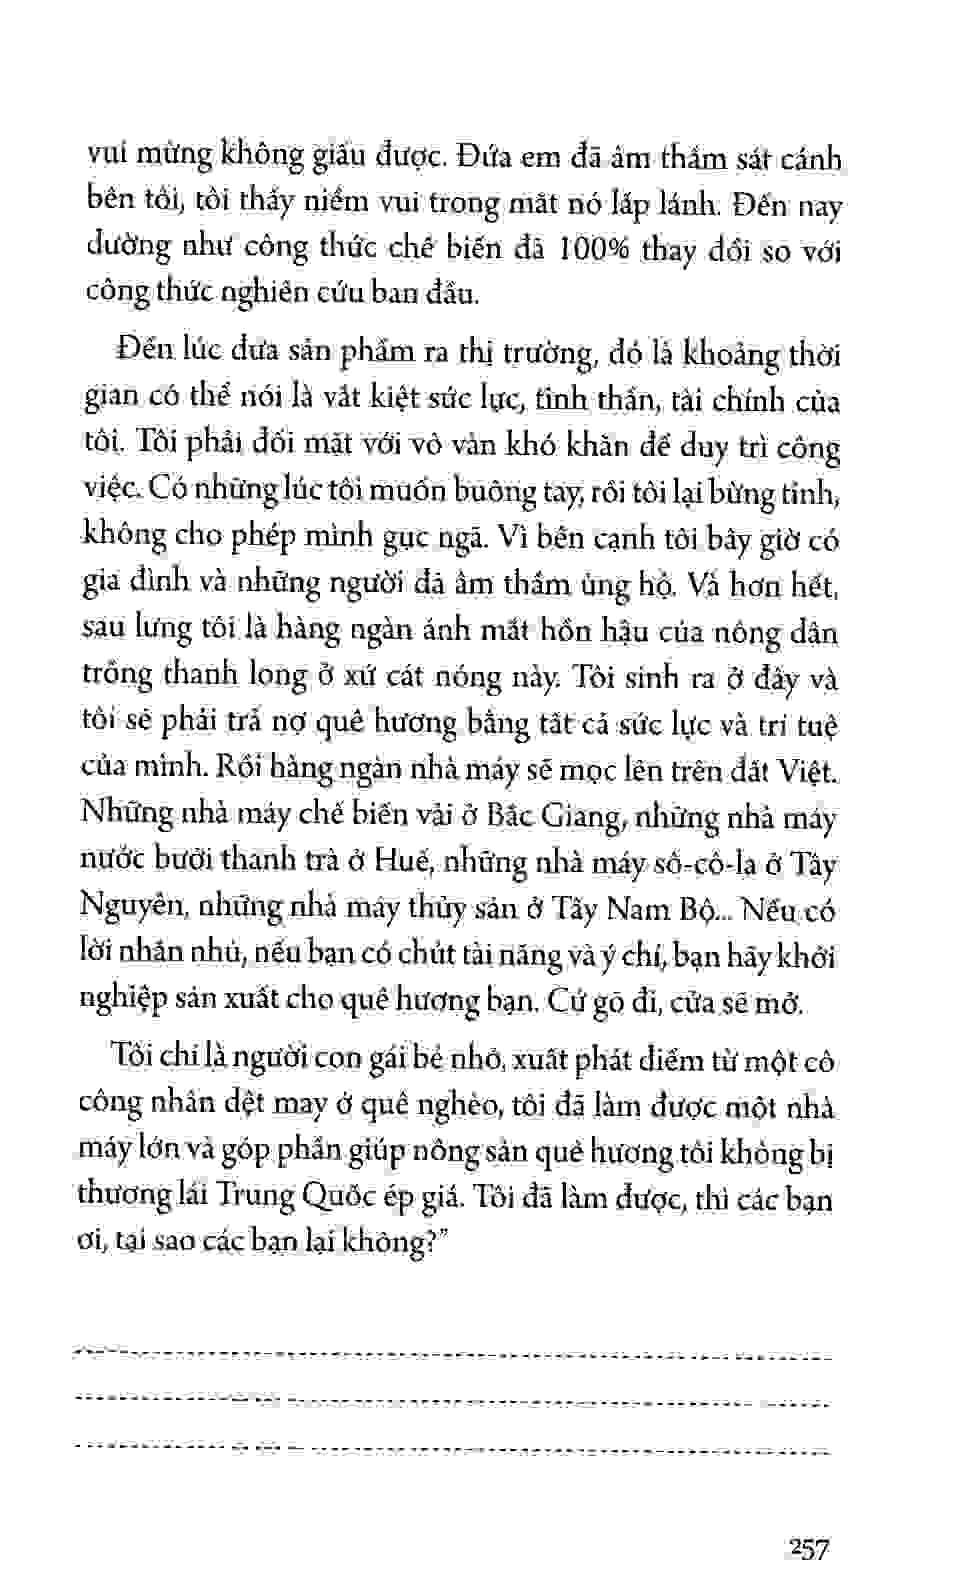 vui mừng không giấu được. Đứa em đã âm thầm sát cánh
bên tôi, tôi thấy niềm vui trong mắt nó lấp lánh. Đến nay
dường như công thức chế biến đã 100% thay đổi so với
công thức nghiên cứu ban đầu.
Đến lúc đưa sản phẩm ra thị trường, đó là khoảng thời
gian có thể nói là vắt kiệt sức lực, tinh thần, tài chính của
tôi. Tôi phải đối mặt với vô vàn khó khăn để duy trì công
việc. Có những lúc tôi muốn buông tay, rồi tôi lại bừng tỉnh,
không cho phép mình gục ngã. Vì bên cạnh tôi bây giờ có
gia đình và những người đã âm thầm ủng hộ. Và hơn hết,
sau lưng tôi là hàng ngàn ánh mắt hồn hậu của nông dân
trồng thanh long ở xứ cát nóng này. Tôi sinh ra ở đây và
tôi sẽ phải trả nợ quê hương bằng tất cả sức lực và trí tuệ
của mình. Rồi hàng ngàn nhà máy sẽ mọc lên trên đất Việt.
Những nhà máy chế biến vải ở Bắc Giang, những nhà máy
nước bưởi thanh trà ở Huế, những nhà máy sô-cô-la ở Tây
Nguyên, những nhà máy thủy sản ở Tây Nam Bộ... Nếu có
lời nhắn nhủ, nếu bạn có chút tài năng và ý chí, bạn hãy khởi
nghiệp sản xuất cho quê hương bạn. Cứ gõ đi, cửa sẽ mở.
Tôi chỉ là người con gái bé nhỏ, xuất phát điểm từ một cô
công nhân dệt may ở quê nghèo, tôi đã làm được một nhà
máy lớn và góp phần giúp nông sản quê hương tôi không bị
thương lái Trung Quốc ép giá. Tôi đã làm được, thì các bạn
ơi, tại sao các bạn lại không?"
257